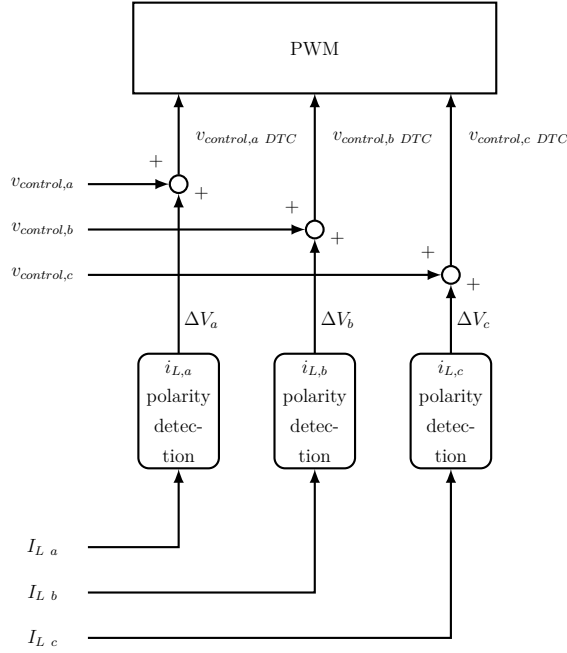 PWM
v_{control,a DTC} v_{control,b DTC} v_{control,c DTC}
+
v_{control,a}
+
+
v_{control,b}
+
+
v_{control,c}
+
ΔV_a ΔV_b ΔV_c
i_{L,a} i_{L,b} i_{L,c}
polarity polarity polarity
detec- detec- detec-
tion tion tion
I_{L a}
I_{L b}
I_{L c}